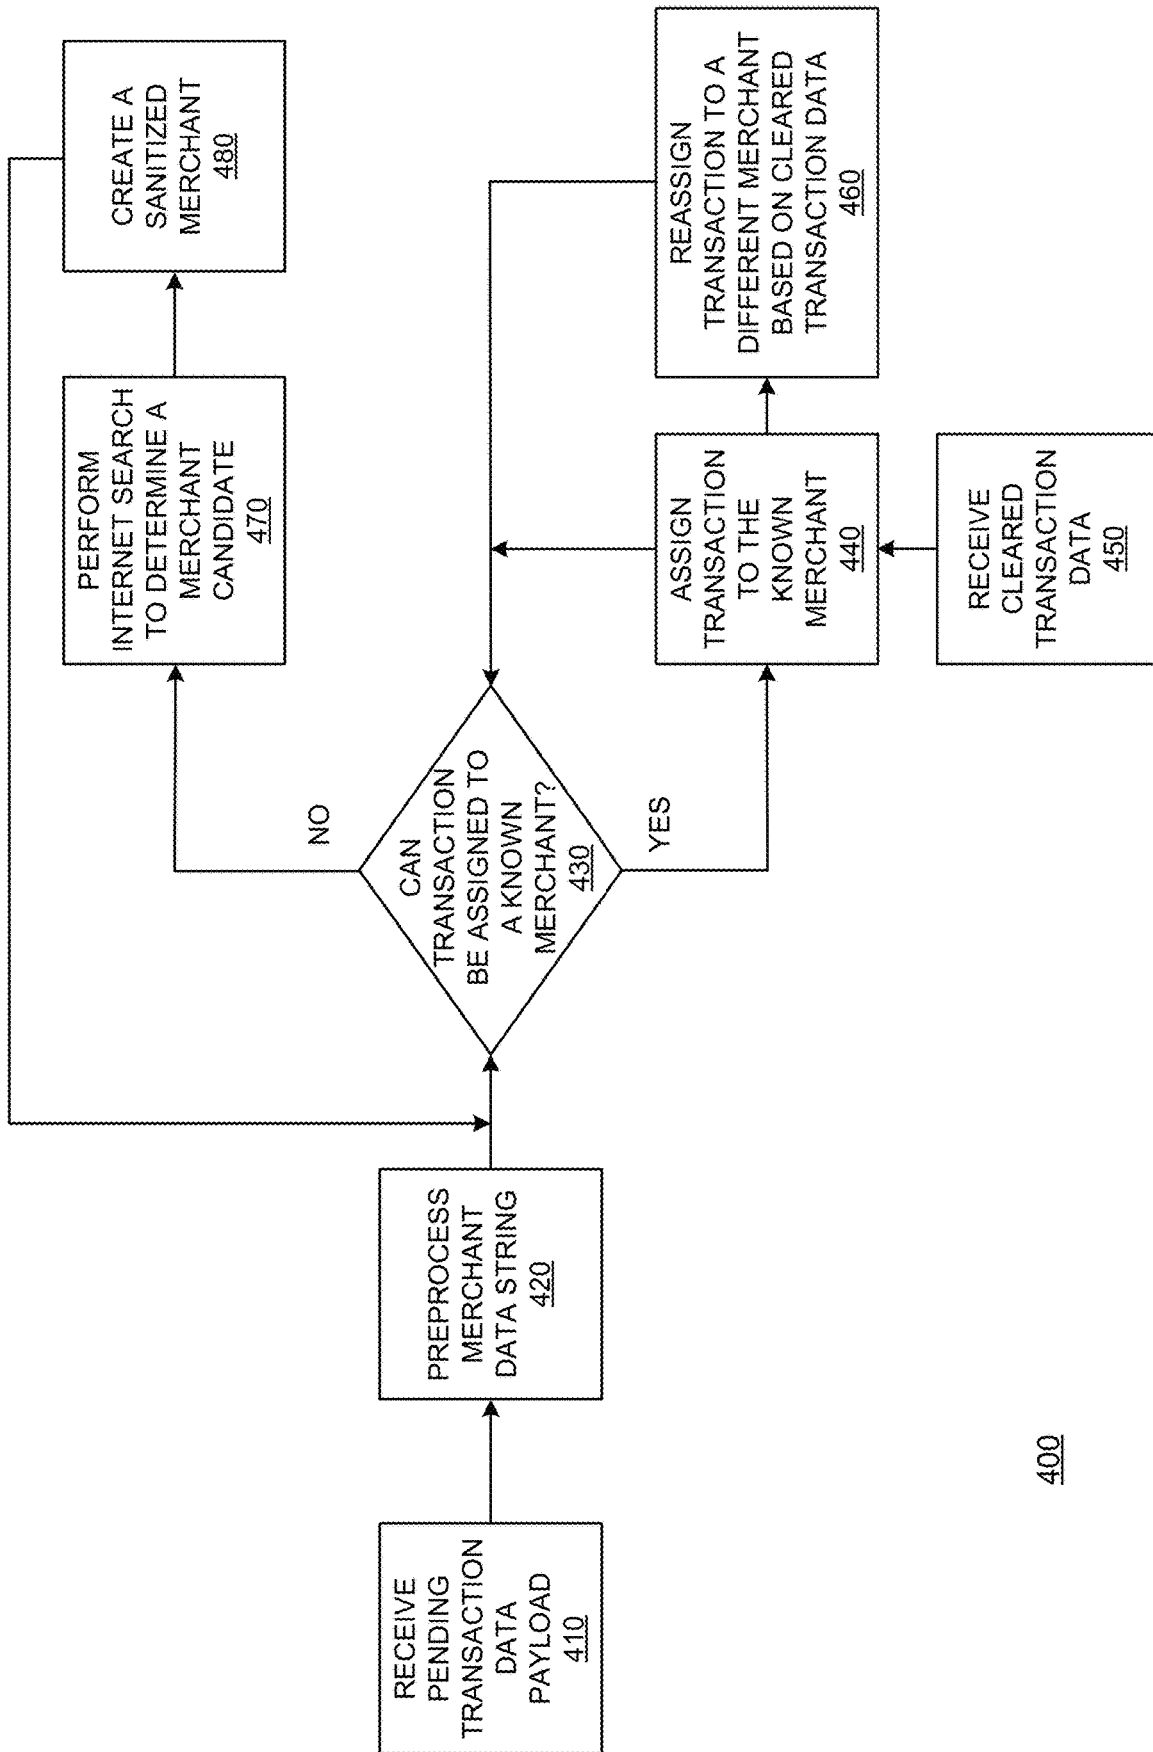 RECEIVE
PENDING
TRANSACTION
DATA
PAYLOAD
410
PREPROCESS
MERCHANT
DATA STRING
420
CAN
TRANSACTION
BE ASSIGNED TO
A KNOWN
MERCHANT?
430
NO
YES
PERFORM
INTERNET SEARCH
TO DETERMINE A
MERCHANT
CANDIDATE
470
CREATE A
SANITIZED
MERCHANT
480
ASSIGN
TRANSACTION
TO THE
KNOWN
MERCHANT
440
REASSIGN
TRANSACTION TO A
DIFFERENT MERCHANT
BASED ON CLEARED
TRANSACTION DATA
460
RECEIVE
CLEARED
TRANSACTION
DATA
450
400